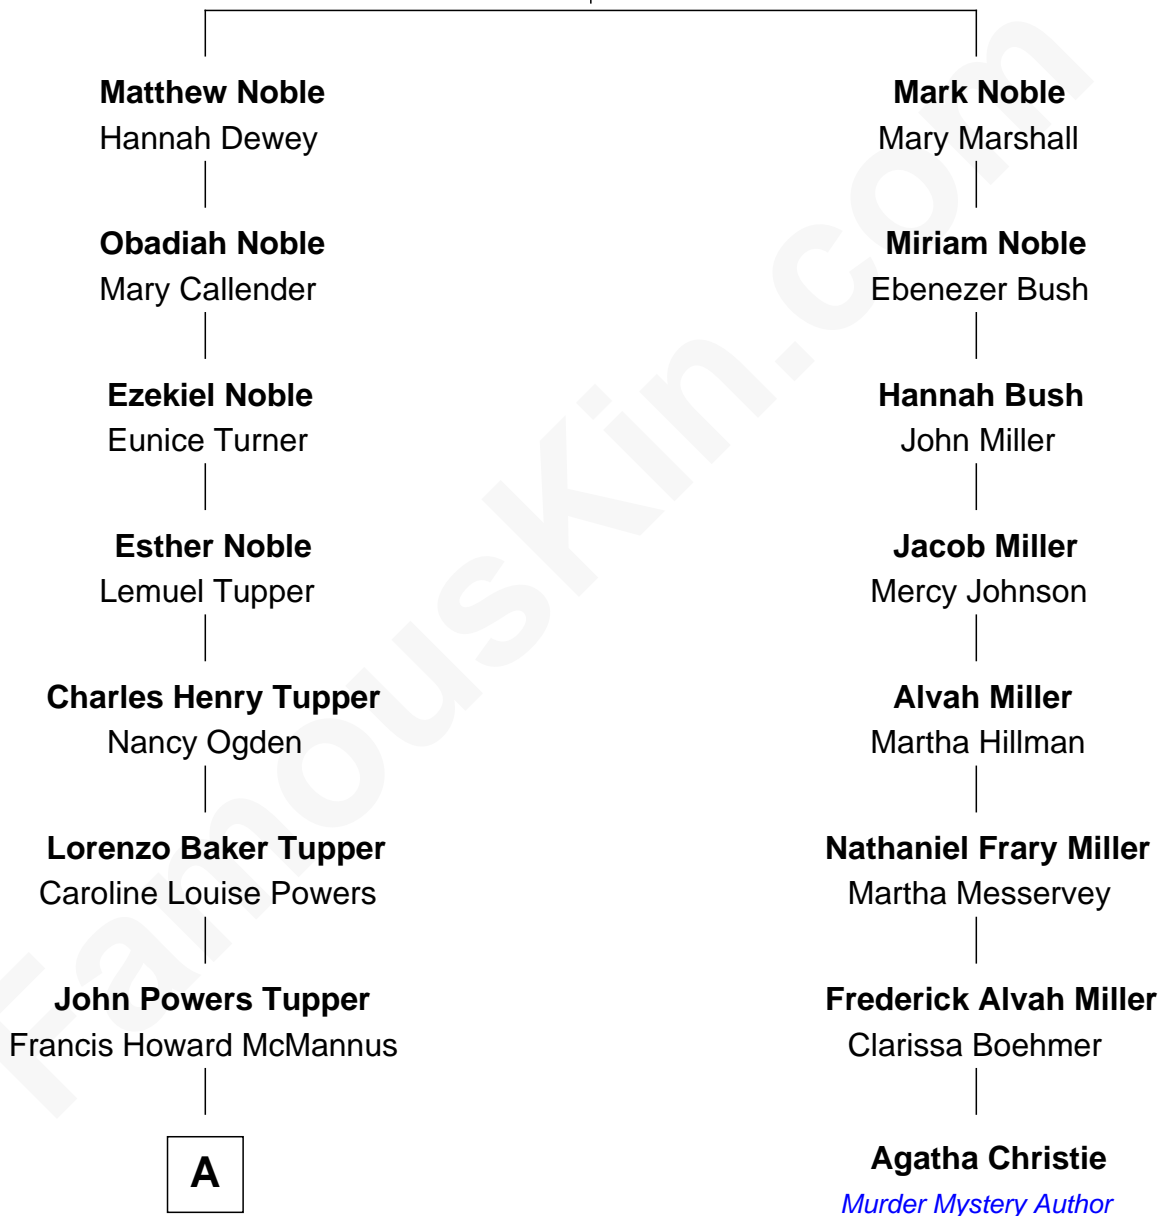 Matthew Noble
Hannah Dewey
Mark Noble
Mary Marshall
Obadiah Noble
Mary Callender
Miriam Noble
Ebenezer Bush
Ezekiel Noble
Eunice Turner
Hannah Bush
John Miller
Esther Noble
Lemuel Tupper
Jacob Miller
Mercy Johnson
Charles Henry Tupper
Nancy Ogden
Alvah Miller
Martha Hillman
Lorenzo Baker Tupper
Caroline Louise Powers
Nathaniel Frary Miller
Martha Messervey
John Powers Tupper
Francis Howard McMannus
Frederick Alvah Miller
Clarissa Boehmer
A
Agatha Christie
Murder Mystery Author
FamousKin.com